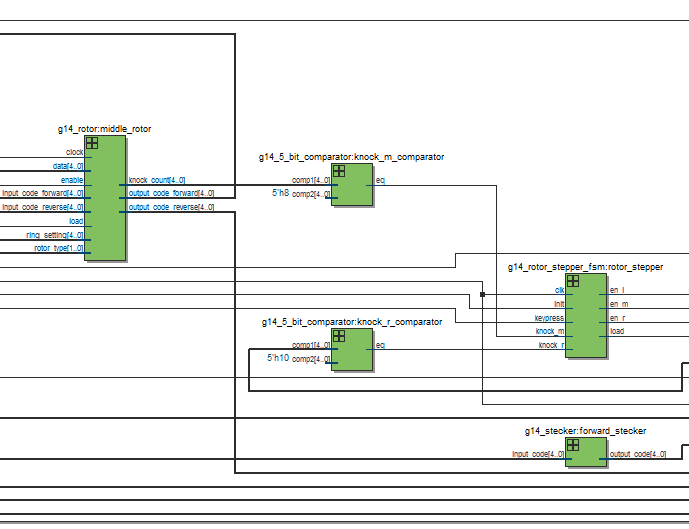 g14_rotor:middle_rotor
clock
data[4..0]
enable
input_code_forward[4..0]
input_code_reverse[4..0]
load
ring_setting[4..0]
rotor_type[1..0]
knock_count[4..0]
output_code_forward[4..0]
output_code_reverse[4..0]
g14_5_bit_comparator:knock_m_comparator
comp1[4..0]
5'h8 comp2[4..0]
eq
g14_rotor_stepper_fsm:rotor_stepper
clk
init
keypress
knock_m
knock_r
en_l
en_m
en_r
load
g14_5_bit_comparator:knock_r_comparator
comp1[4..0]
5'h10 comp2[4..0]
eq
g14_stecker:forward_stecker
input_code[4..0]
output_code[4..0]